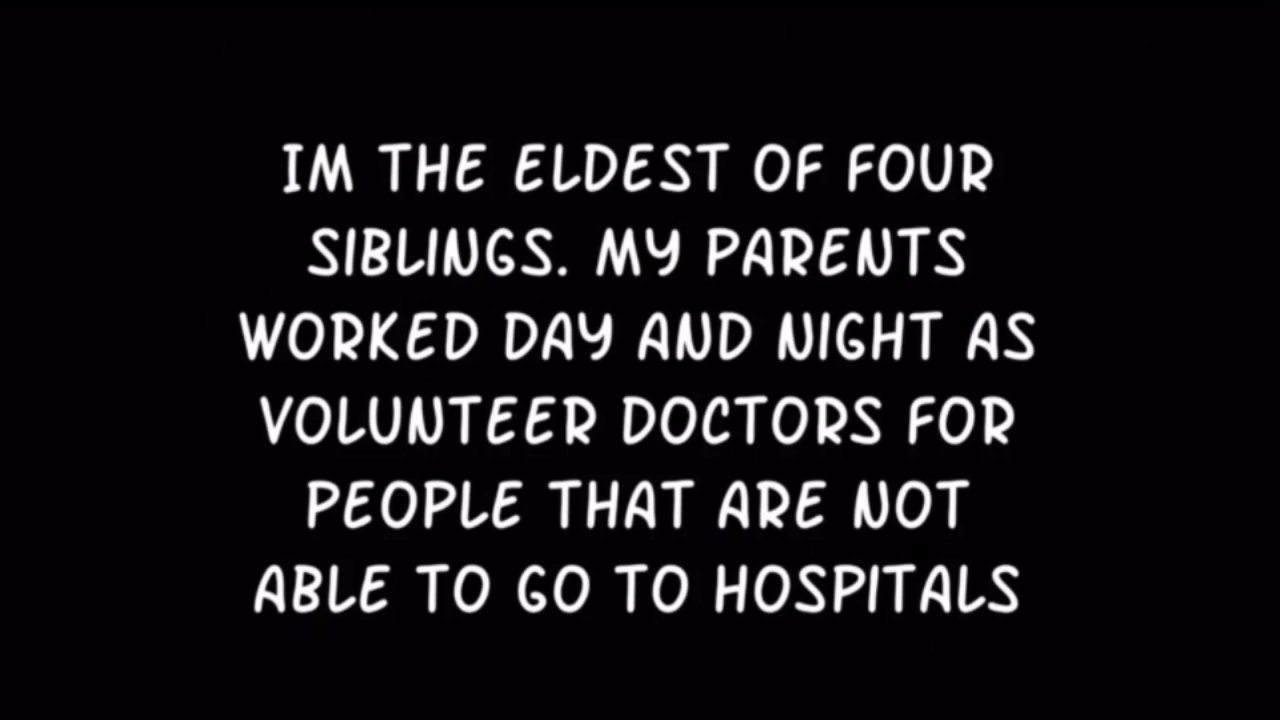 IM THE ELDEST OF FOUR
SIBLINGS. MY PARENTS
WORKED DAY AND NIGHT AS
VOLUNTEER DOCTORS FOR
PEOPLE THAT ARE NOT
ABLE TO GO TO HOSPITALS